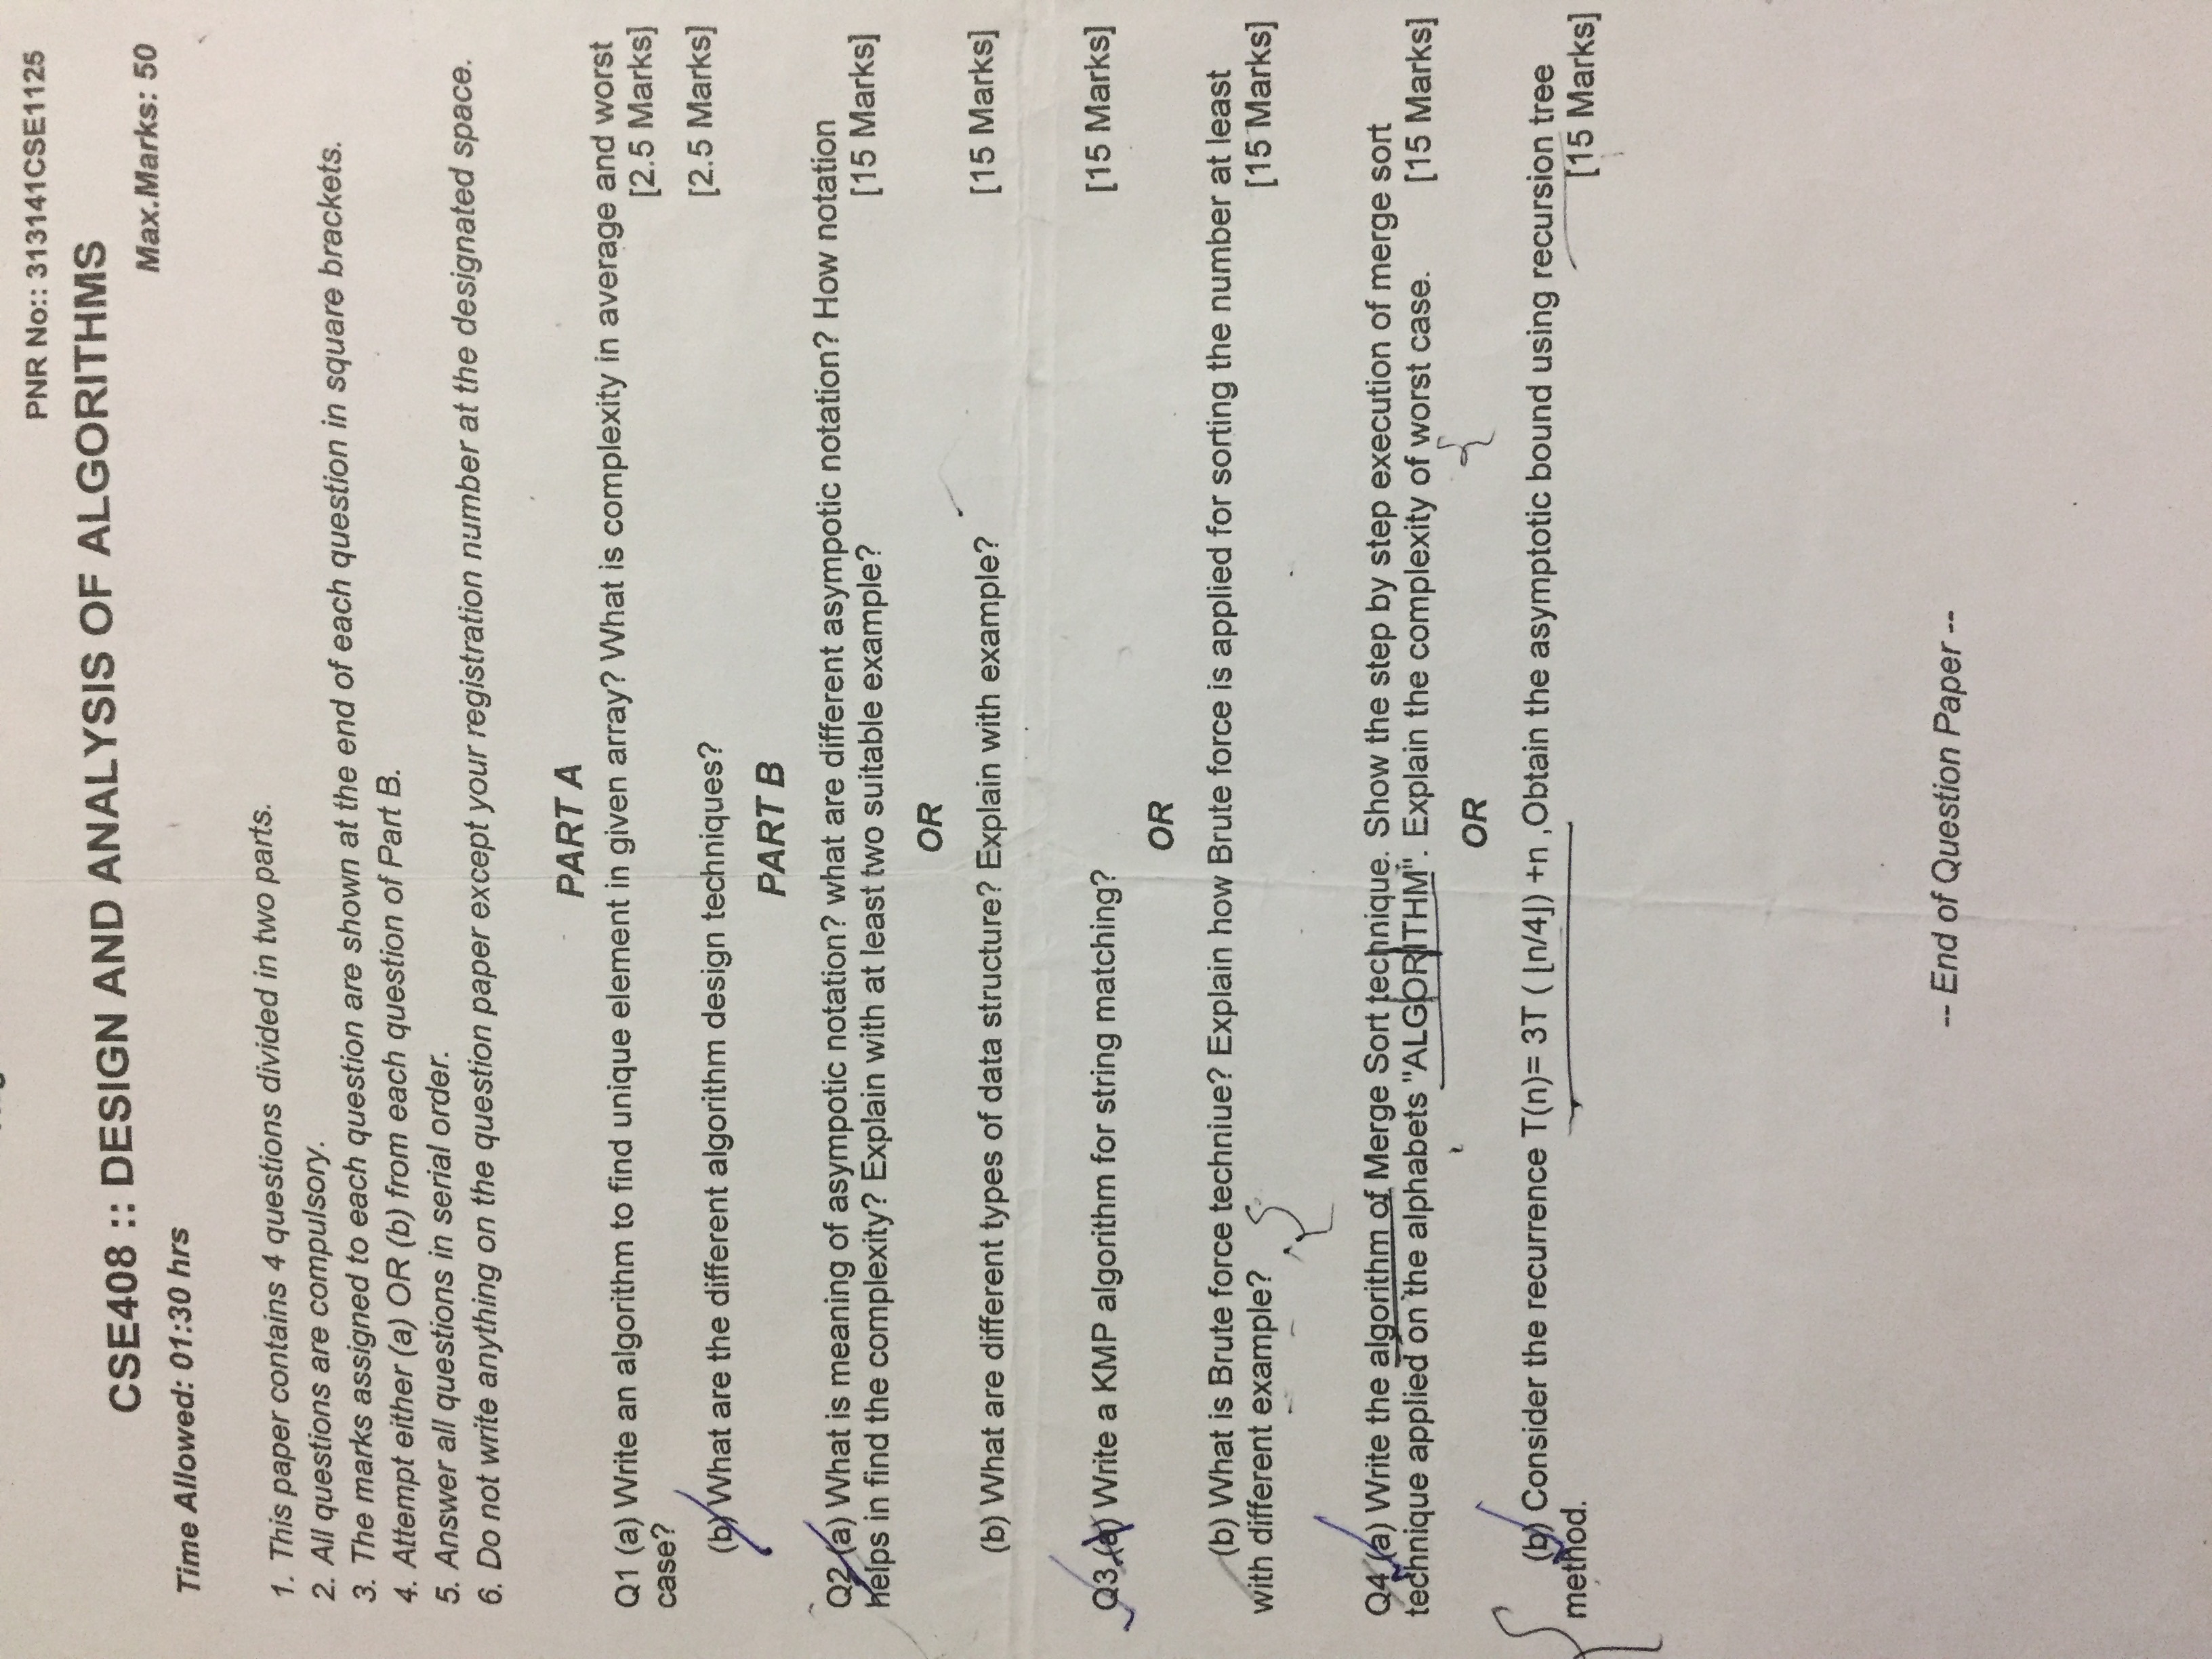 PNR No:: 313141CSE1125
CSE408 :: DESIGN AND ANALYSIS OF ALGORITHMS
Max.Marks: 50
Time Allowed: 01:30 hrs
1. This paper contains 4 questions divided in two parts.
2. All questions are compulsory.
3. The marks assigned to each question are shown at the end of each question in square brackets.
4. Attempt either (a) OR (b) from each question of Part B.
5. Answer all questions in serial order.
6. Do not write anything on the question paper except your registration number at the designated space.
PART A
Q1 (a) Write an algorithm to find unique element in given array? What is complexity in average and worst
case? [2.5 Marks]
(b) What are the different algorithm design techniques? [2.5 Marks]
PART B
Q2 (a) What is meaning of asympotic notation? what are different asympotic notation? How notation
helps in find the complexity? Explain with at least two suitable example? [15 Marks]
OR
(b) What are different types of data structure? Explain with example? [15 Marks]
Q3 (a) Write a KMP algorithm for string matching? [15 Marks]
OR
(b) What is Brute force techniue? Explain how Brute force is applied for sorting the number at least
with different example? [15 Marks]
Q4 (a) Write the algorithm of Merge Sort technique. Show the step by step execution of merge sort
technique applied on the alphabets "ALGORITHM". Explain the complexity of worst case. [15 Marks]
OR
(b) Consider the recurrence T(n)= 3T ( ⌊n/4⌋) +n ,Obtain the asymptotic bound using recursion tree
method. [15 Marks]
-- End of Question Paper --